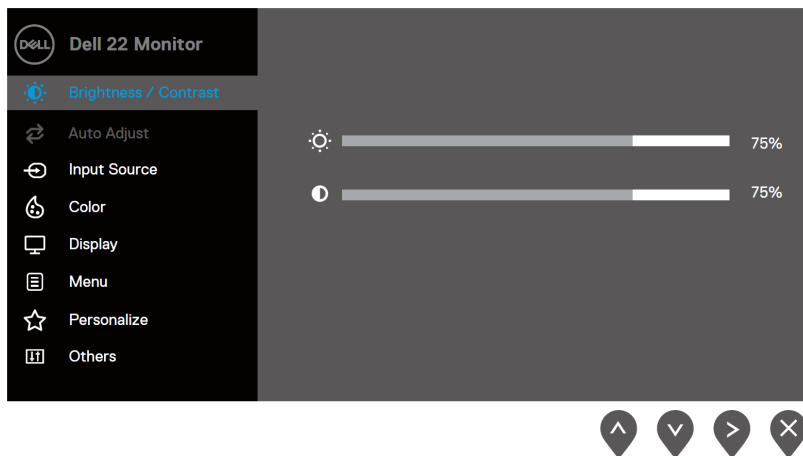 DELL
Dell 22 Monitor
Brightness / Contrast
Auto Adjust
Input Source
Color
Display
Menu
Personalize
Others
75%
75%